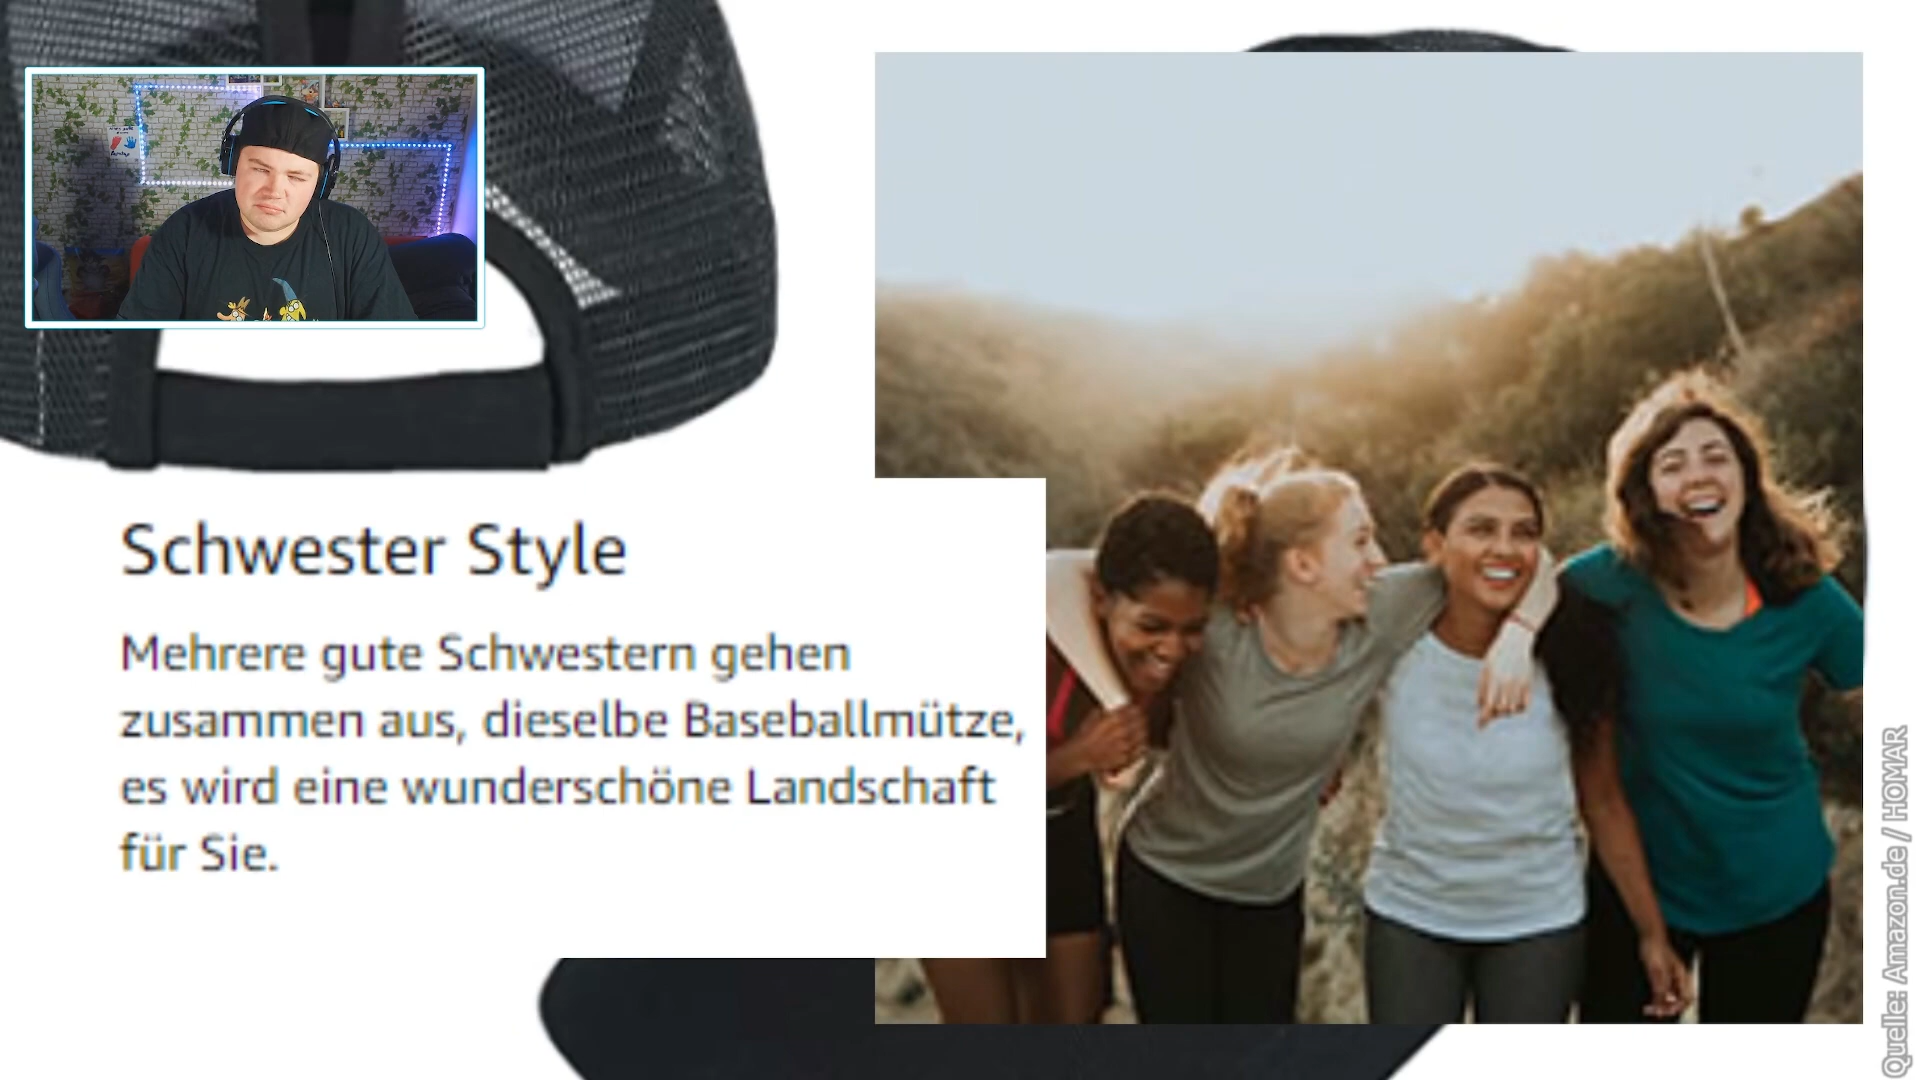 Schwester Style
Mehrere gute Schwestern gehen
zusammen aus, dieselbe Baseballmütze,
es wird eine wunderschöne Landschaft
für Sie.
Quelle: Amazon.de / HOMAR